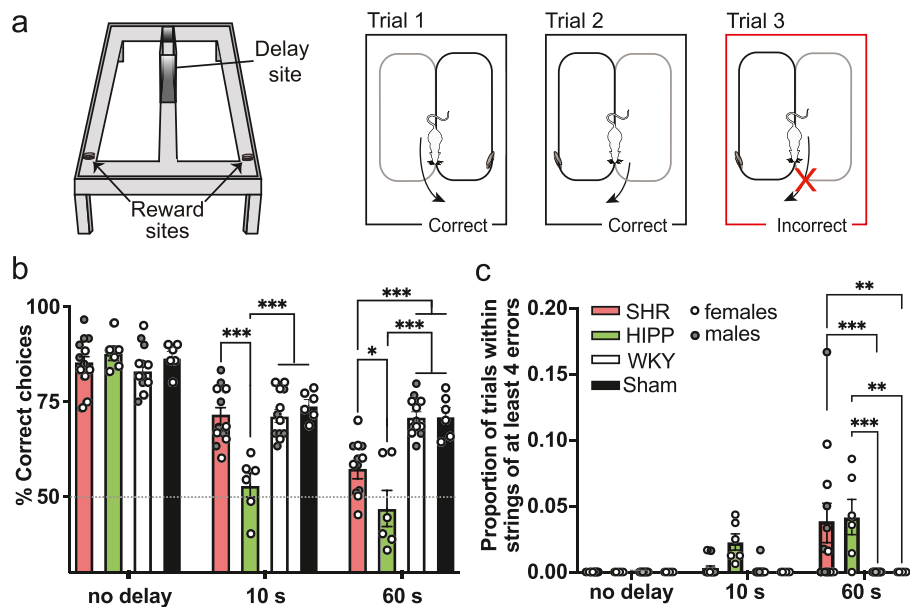 a
Delay
site
Reward
sites
Trial 1
Trial 2
Trial 3
Correct
Correct
Incorrect
b
% Correct choices
100
75
50
***
***
***
***
*
no delay
10 s
60 s
c
Proportion of trials within
strings of at least 4 errors
0.20
0.15
0.10
0.05
0.00
SHR
HIPP
WKY
Sham
females
males
**
***
**
***
no delay
10 s
60 s